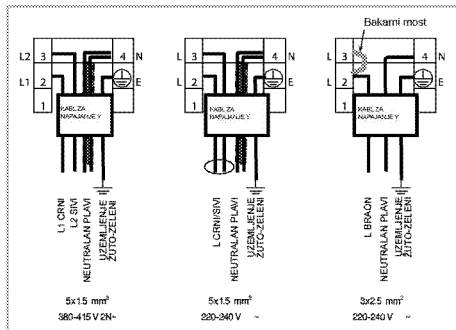 Bakarni most
L2 3 4 N
L1 2 E
1
KABL ZA
NAPAJANJE Y
L1 CRNI
L2 SIVI
NEUTRALAN PLAVI
UZEMLJENJE
ŽUTO-ZELENI
5x1.5 mm²
380-415 V 2N~
L 3 4 N
L 2 E
1
KABL ZA
NAPAJANJE Y
L CRNI/SIVI
NEUTRALAN PLAVI
UZEMLJENJE
ŽUTO-ZELENI
5x1.5 mm²
220-240 V ~
L 3 4 N
L 2 E
1
KABL ZA
NAPAJANJE Y
L BRAON
NEUTRALAN PLAVI
UZEMLJENJE
ŽUTO-ZELENI
3x2.5 mm²
220-240 V ~